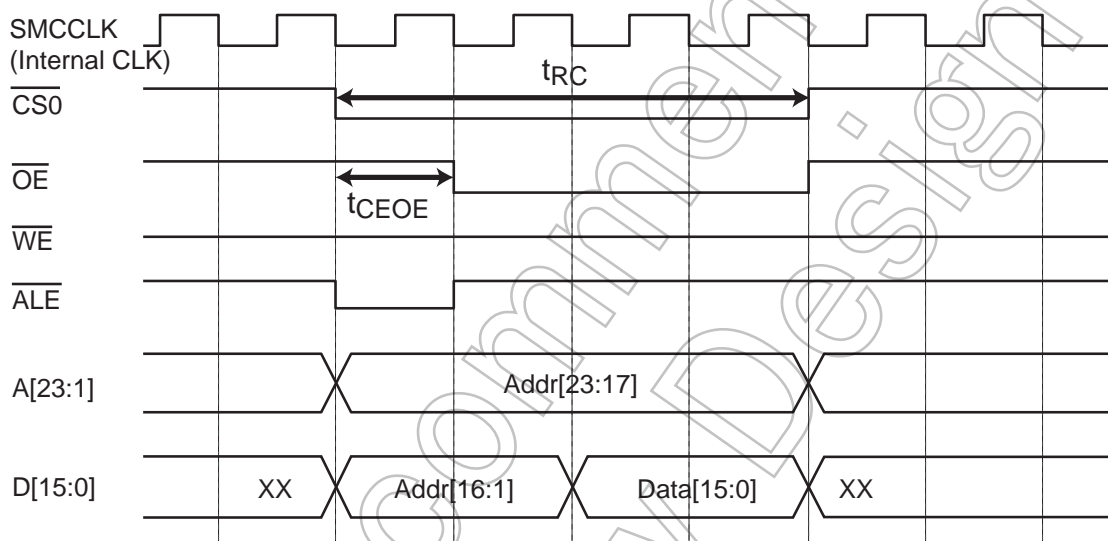 SMCCLK
(Internal CLK)
tRC
CS0
OE
tCEOE
WE
ALE
A[23:1]
Addr[23:17]
D[15:0]
XX
Addr[16:1]
Data[15:0]
XX